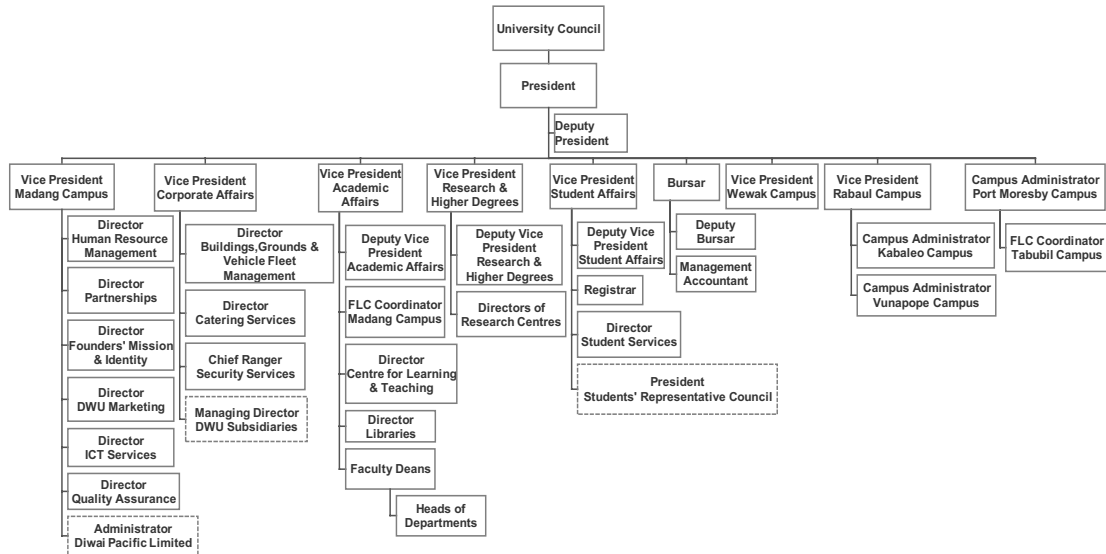 University Council
President
Deputy
President
Vice President
Madang Campus
Director
Human Resource
Management
Director
Partnerships
Director
Founders' Mission
& Identity
Director
DWU Marketing
Director
ICT Services
Director
Quality Assurance
Administrator
Diwai Pacific Limited
Vice President
Corporate Affairs
Director
Buildings,Grounds &
Vehicle Fleet
Management
Director
Catering Services
Chief Ranger
Security Services
Managing Director
DWU Subsidiaries
Vice President
Academic
Affairs
Deputy Vice
President
Academic Affairs
FLC Coordinator
Madang Campus
Director
Centre for Learning
& Teaching
Director
Libraries
Faculty Deans
Heads of
Departments
Vice President
Research &
Higher Degrees
Deputy Vice
President
Research &
Higher Degrees
Directors of
Research Centres
Vice President
Student Affairs
Deputy Vice
President
Student Affairs
Registrar
Director
Student Services
President
Students' Representative Council
Bursar
Deputy
Bursar
Management
Accountant
Vice President
Wewak Campus
Vice President
Rabaul Campus
Campus Administrator
Kabaleo Campus
Campus Administrator
Vunapope Campus
Campus Administrator
Port Moresby Campus
FLC Coordinator
Tabubil Campus